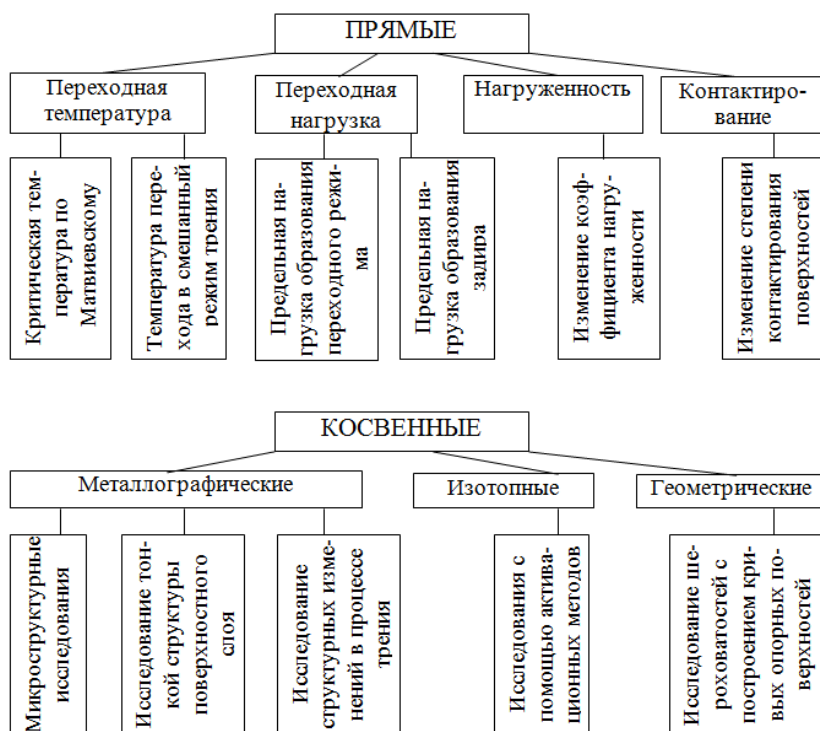 ПРЯМЫЕ
Переходная
температура
Переходная
нагрузка
Нагруженность
Контактиро-
вание
Критическая тем-
пература по
Матвиевскому
Температура пере-
хода в смешанный
режим трения
Предельная на-
грузка образования
переходного режи-
ма
Предельная на-
грузка образования
задира
Изменение коэф-
фициента нагру-
женности
Изменение степени
контактирования
поверхностей
КОСВЕННЫЕ
Металлографические
Изотопные
Геометрические
Микроструктурные
исследования
Исследование тон-
кой структуры
поверхностного
слоя
Исследование
структурных изме-
нений в процессе
трения
Исследования с
помощью актива-
ционных методов
Исследование ше-
роховатостей с
построением кри-
вых опорных по-
верхностей